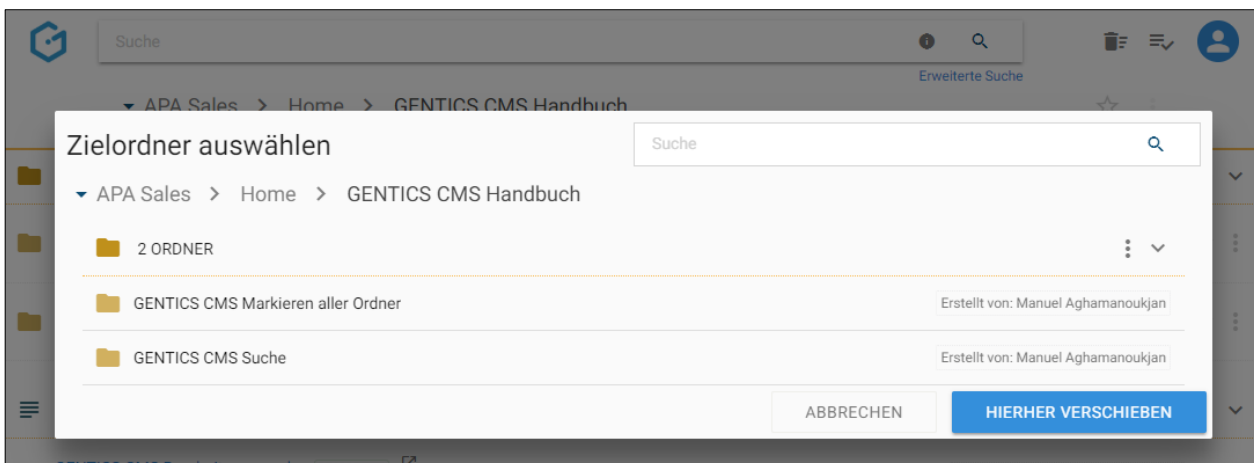 Suche
Erweiterte Suche
APA Sales > Home > GENTICS CMS Handbuch
Zielordner auswählen
Suche
APA Sales > Home > GENTICS CMS Handbuch
2 ORDNER
GENTICS CMS Markieren aller Ordner Erstellt von: Manuel Aghamanoukjan
GENTICS CMS Suche Erstellt von: Manuel Aghamanoukjan
ABBRECHEN HIERHER VERSCHIEBEN